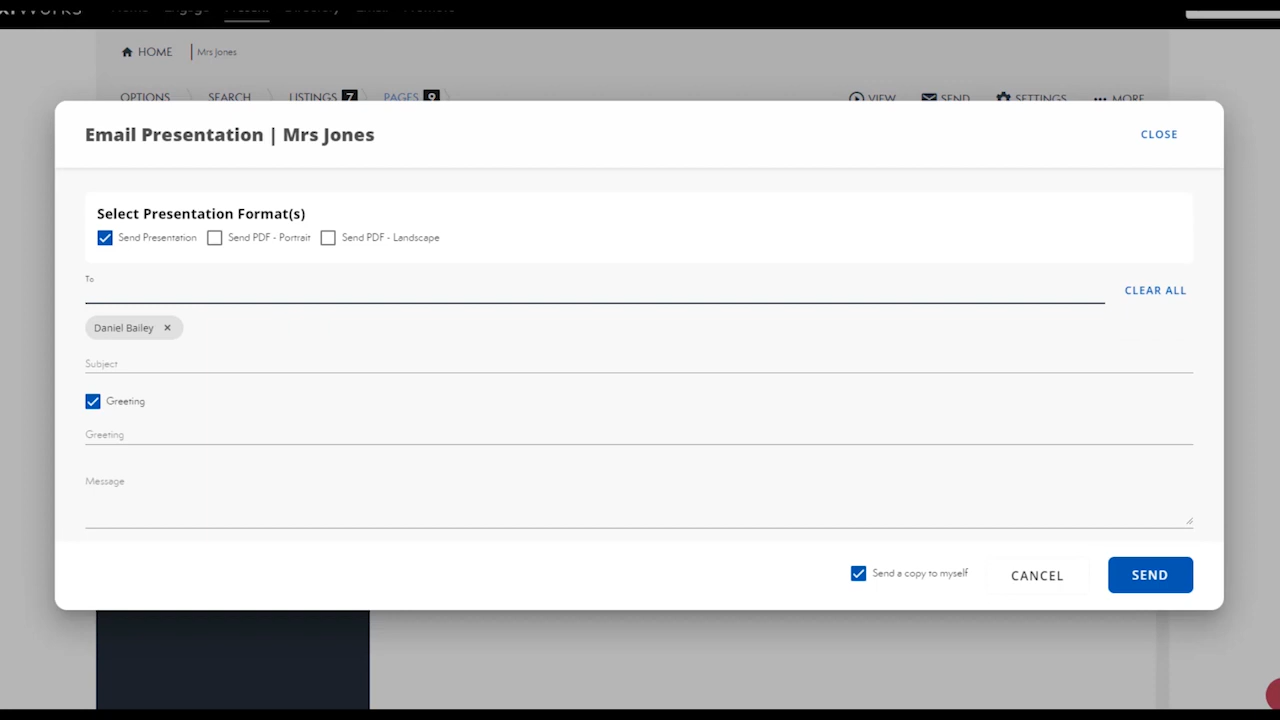 HOME | Mrs Jones
OPTIONS SEARCH LISTINGS 7 PAGES 9 VIEW SEND SETTINGS MORE
Email Presentation | Mrs Jones CLOSE
Select Presentation Format(s)
Send Presentation Send PDF - Portrait Send PDF - Landscape
To
CLEAR ALL
Daniel Bailey ×
Subject
Greeting
Greeting
Message
Send a copy to myself CANCEL SEND